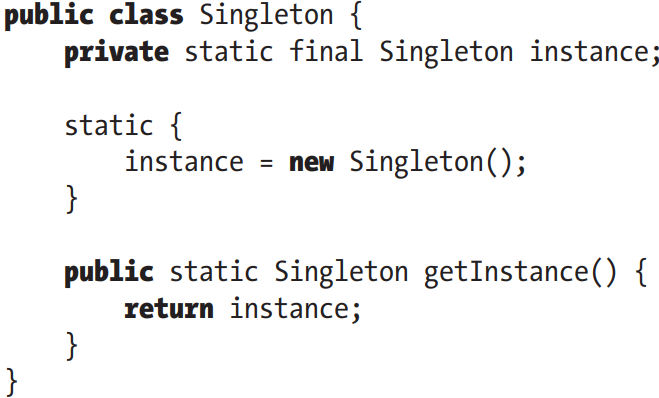 public class Singleton {
    private static final Singleton instance;

    static {
        instance = new Singleton();
    }

    public static Singleton getInstance() {
        return instance;
    }
}